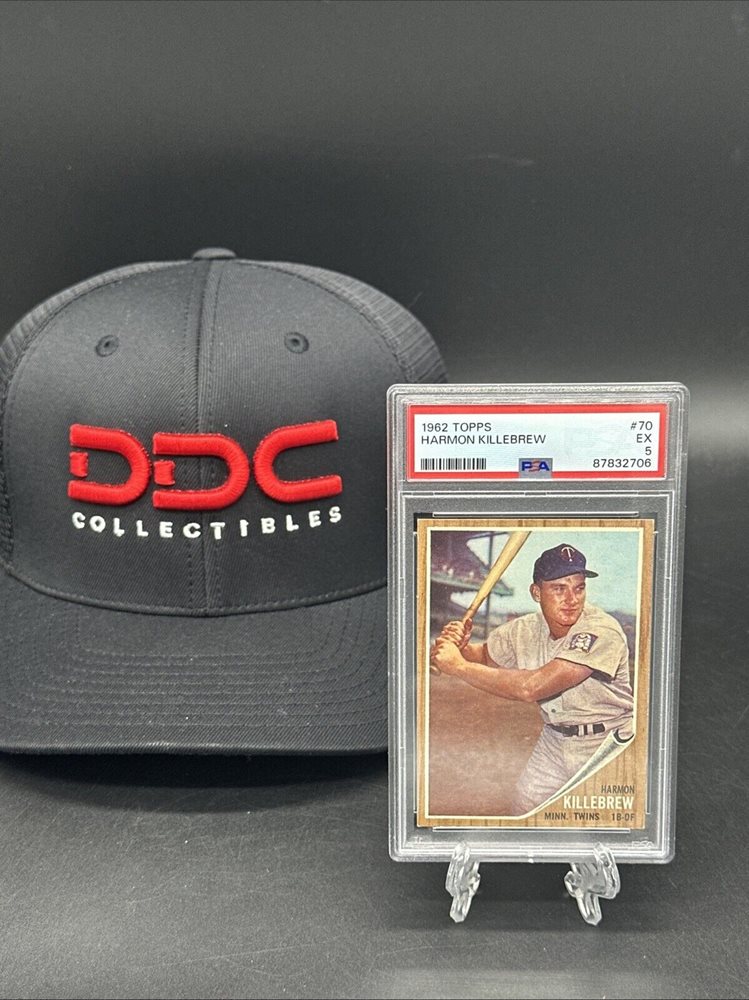 DDC
COLLECTIBLES
1962 TOPPS #70
HARMON KILLEBREW EX
5
PSA 87832706
T
HARMON
KILLEBREW
MINN. TWINS 1B-OF